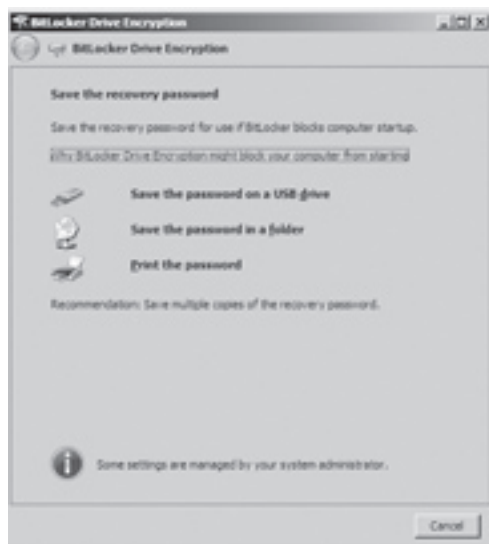 BitLocker Drive Encryption
BitLocker Drive Encryption
Save the recovery password
Save the recovery password for use if BitLocker blocks computer startup.
Why BitLocker Drive Encryption might block your computer from starting
Save the password on a USB drive
Save the password in a folder
Print the password
Recommendation: Save multiple copies of the recovery password.
Some settings are managed by your system administrator.
Cancel